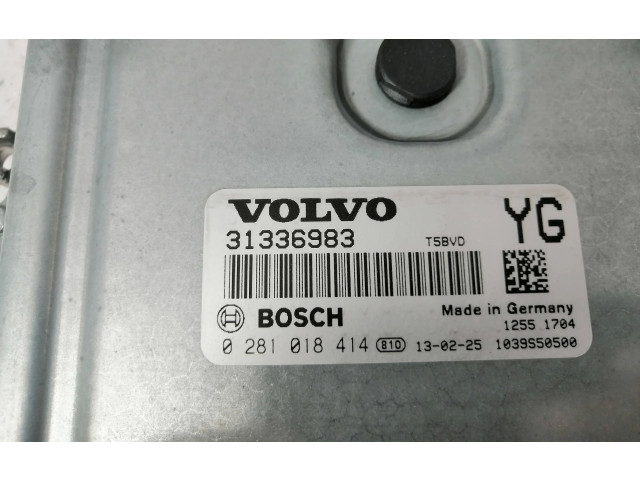 VOLVO YG
31336983 T5BVD
Made in Germany
BOSCH 1255 1704
0 281 018 414 810 13-02-25 1039S50500